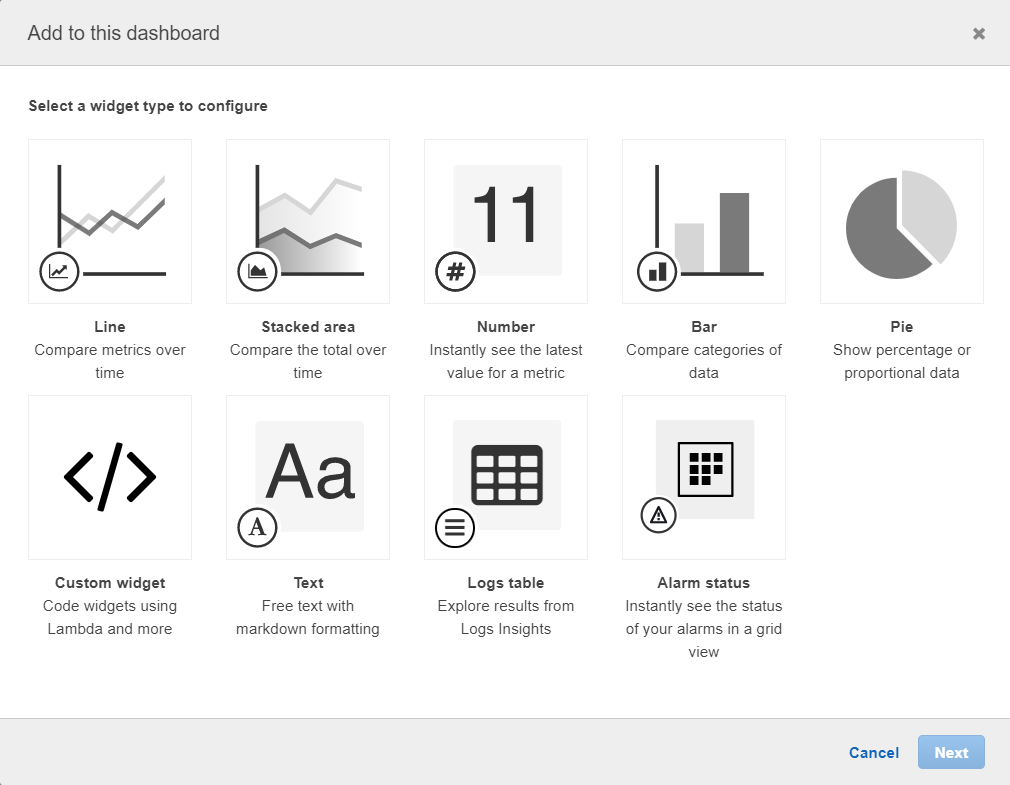 Add to this dashboard
Select a widget type to configure
11
#
Line
Compare metrics over
time
Stacked area
Compare the total over
time
Number
Instantly see the latest
value for a metric
Bar
Compare categories of
data
Pie
Show percentage or
proportional data
</>
Aa
A
Custom widget
Code widgets using
Lambda and more
Text
Free text with
markdown formatting
Logs table
Explore results from
Logs Insights
Alarm status
Instantly see the status
of your alarms in a grid
view
Cancel
Next